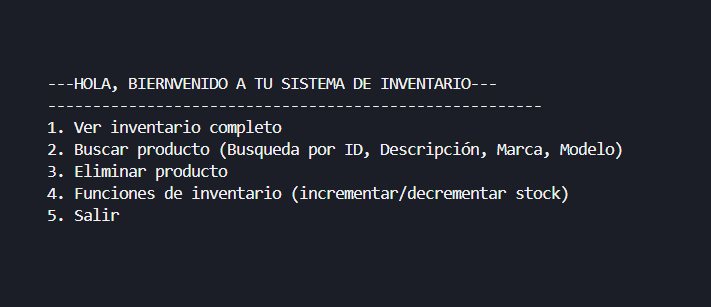 ---HOLA, BIERNVENIDO A TU SISTEMA DE INVENTARIO---
-------------------------------------------------------
1. Ver inventario completo
2. Buscar producto (Busqueda por ID, Descripción, Marca, Modelo)
3. Eliminar producto
4. Funciones de inventario (incrementar/decrementar stock)
5. Salir